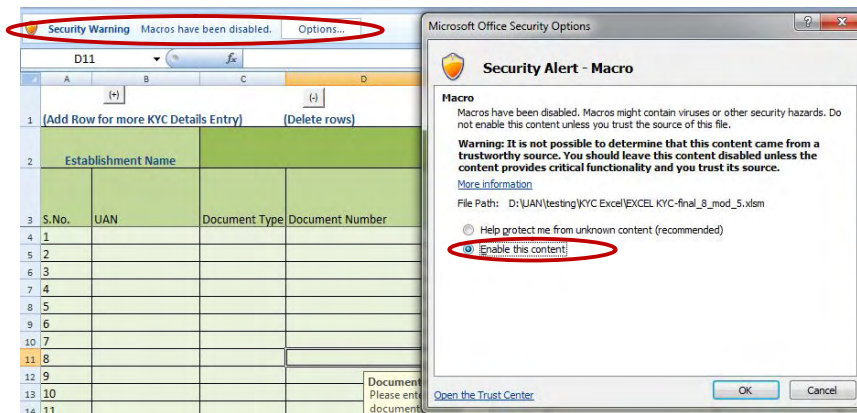 Security Warning Macros have been disabled. Options...
D11 fx
A B C D
(+) (-)
1 (Add Row for more KYC Details Entry) (Delete rows)
2 Establishment Name
3 S.No. UAN Document Type Document Number
4 1
5 2
6 3
7 4
8 5
9 6
10 7
11 8
12 9
13 10
14 11
Document
Please ente
document
Microsoft Office Security Options
Security Alert - Macro
Macro
Macros have been disabled. Macros might contain viruses or other security hazards. Do
not enable this content unless you trust the source of this file.
Warning: It is not possible to determine that this content came from a
trustworthy source. You should leave this content disabled unless the
content provides critical functionality and you trust its source.
More information
File Path: D:\UAN\testing\KYC Excel\EXCEL KYC-final_8_mod_5.xlsm
Help protect me from unknown content (recommended)
Enable this content
Open the Trust Center OK Cancel